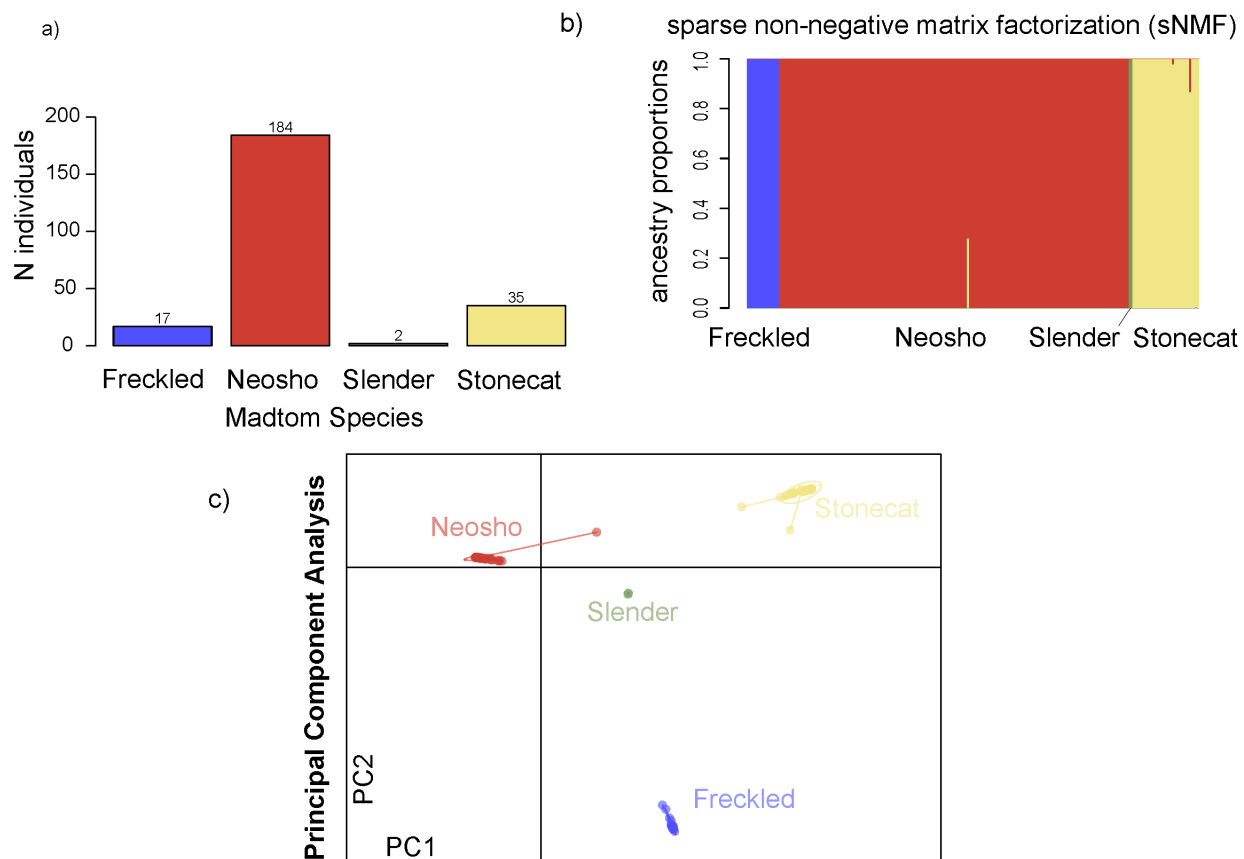 a)
N individuals
200
150
100
50
0
17
184
2
35
Freckled Neosho Slender Stonecat
Madtom Species
b)
sparse non-negative matrix factorization (sNMF)
ancestry proportions
1.0
0.8
0.6
0.4
0.2
0.0
Freckled Neosho Slender Stonecat
c)
Principal Component Analysis
Neosho
Stonecat
Slender
Freckled
PC2
PC1